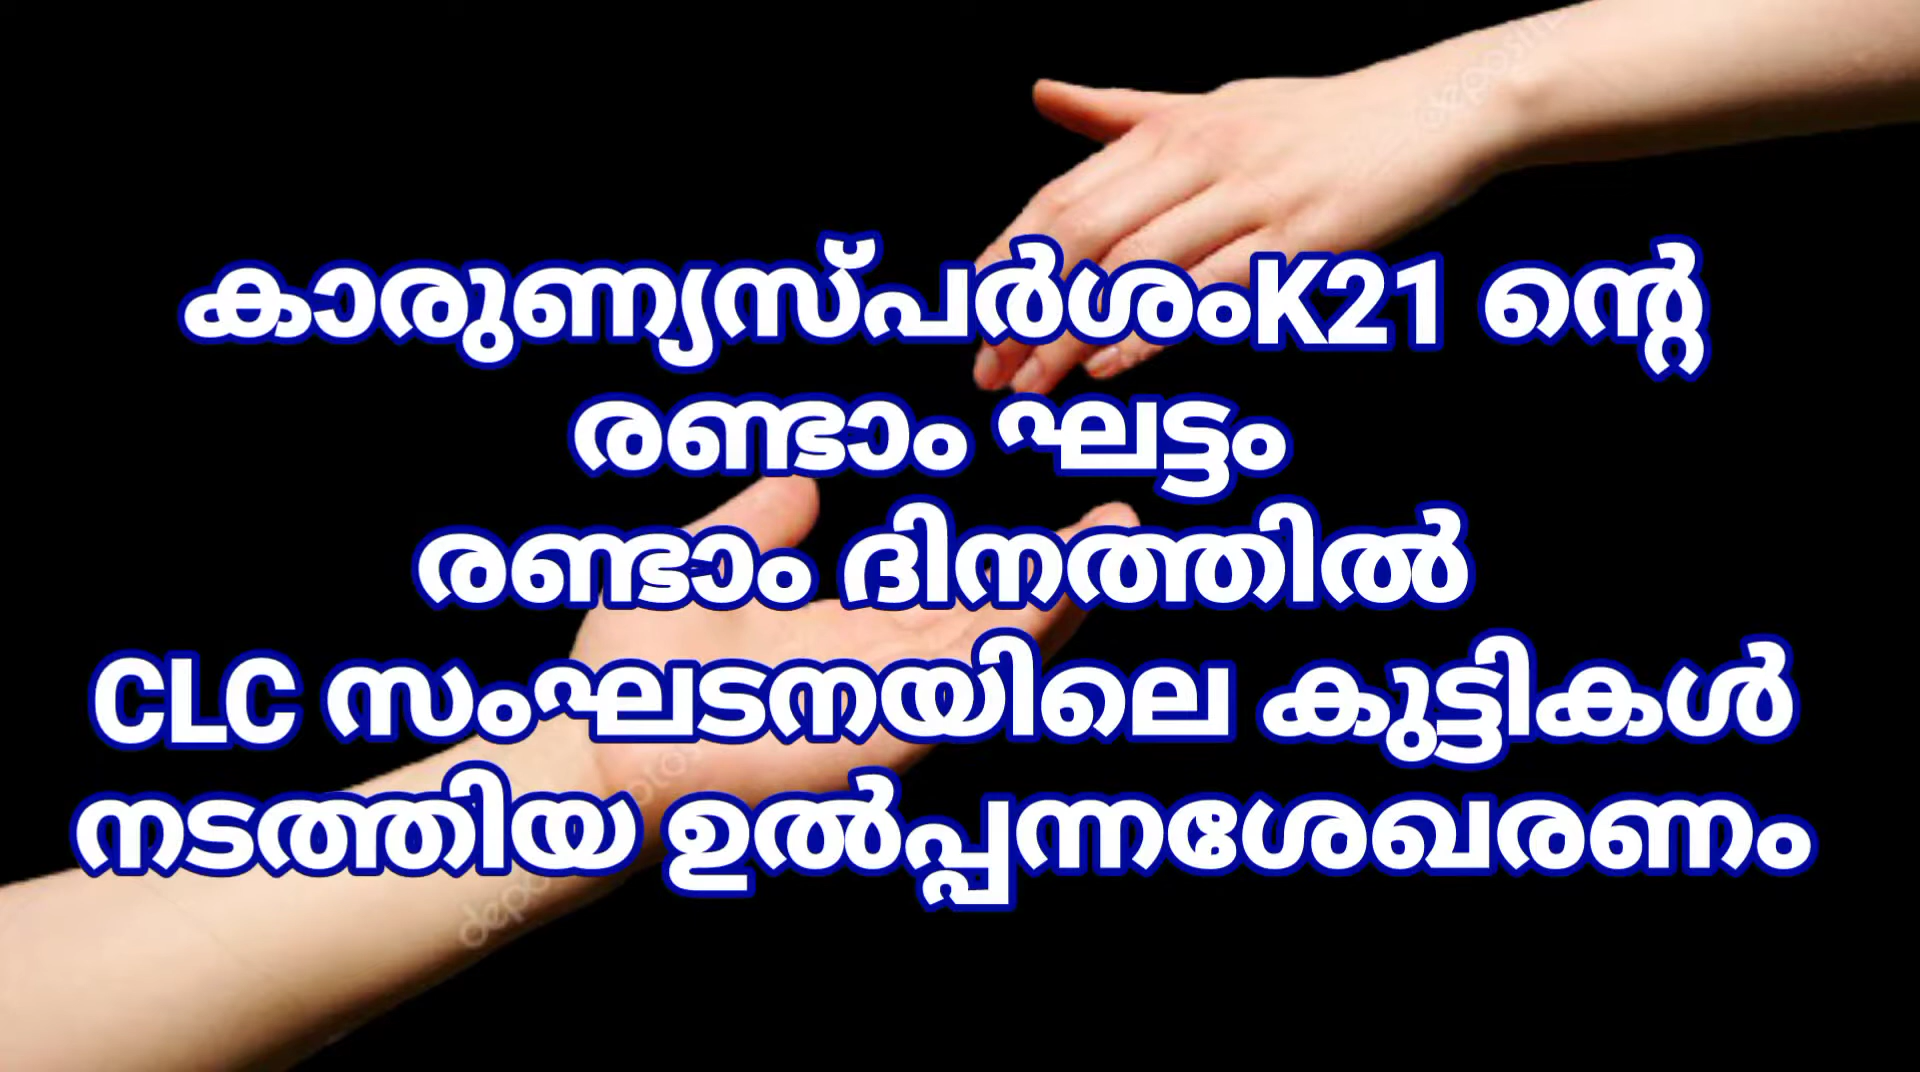 കാരുണ്യസ്പർശംK21 ന്റെ
രണ്ടാം ഘട്ടം
രണ്ടാം ദിനത്തിൽ
CLC സംഘടനയിലെ കുട്ടികൾ
നടത്തിയ ഉൽപ്പന്നശേഖരണം